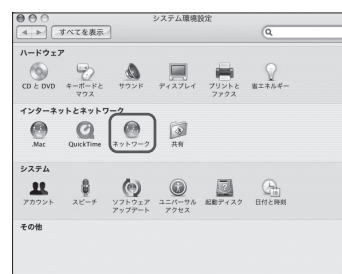 システム環境設定
すべてを表示
ハードウェア
CD と DVD
キーボードと
マウス
サウンド
ディスプレイ
プリントと
ファクス
省エネルギー
インターネットとネットワーク
.Mac
QuickTime
ネットワーク
共有
システム
アカウント
スピーチ
ソフトウェア
アップデート
ユニバーサル
アクセス
起動ディスク
日付と時刻
その他